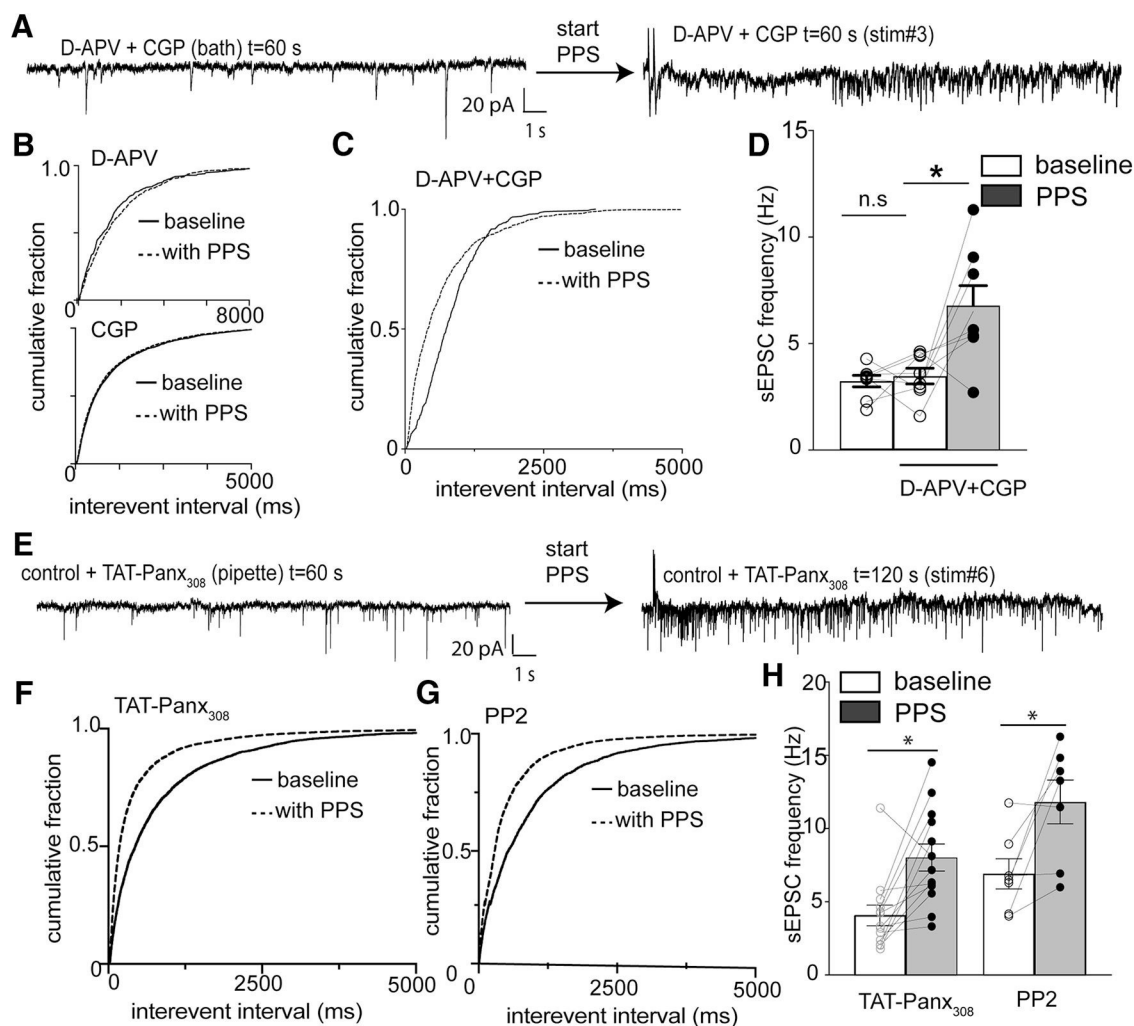 A
D-APV + CGP (bath) t=60 s
start
PPS
D-APV + CGP t=60 s (stim#3)
20 pA
1 s
B
D-APV
1.0
baseline
with PPS
0
0
8000
CGP
baseline
with PPS
0
0
5000
cumulative fraction
interevent interval (ms)
C
D-APV+CGP
1.0
0.5
0
baseline
with PPS
0
2500
5000
cumulative fraction
interevent interval (ms)
D
15
10
5
0
sEPSC frequency (Hz)
baseline
PPS
n.s
*
D-APV+CGP
E
control + TAT-Panx308 (pipette) t=60 s
start
PPS
control + TAT-Panx308 t=120 s (stim#6)
20 pA
1 s
F
TAT-Panx308
1.0
0.5
0
baseline
with PPS
0
2500
5000
cumulative fraction
interevent interval (ms)
G
PP2
1.0
0.5
0
baseline
with PPS
0
2500
5000
cumulative fraction
interevent interval (ms)
H
20
15
10
5
0
sEPSC frequency (Hz)
baseline
PPS
*
*
TAT-Panx308
PP2